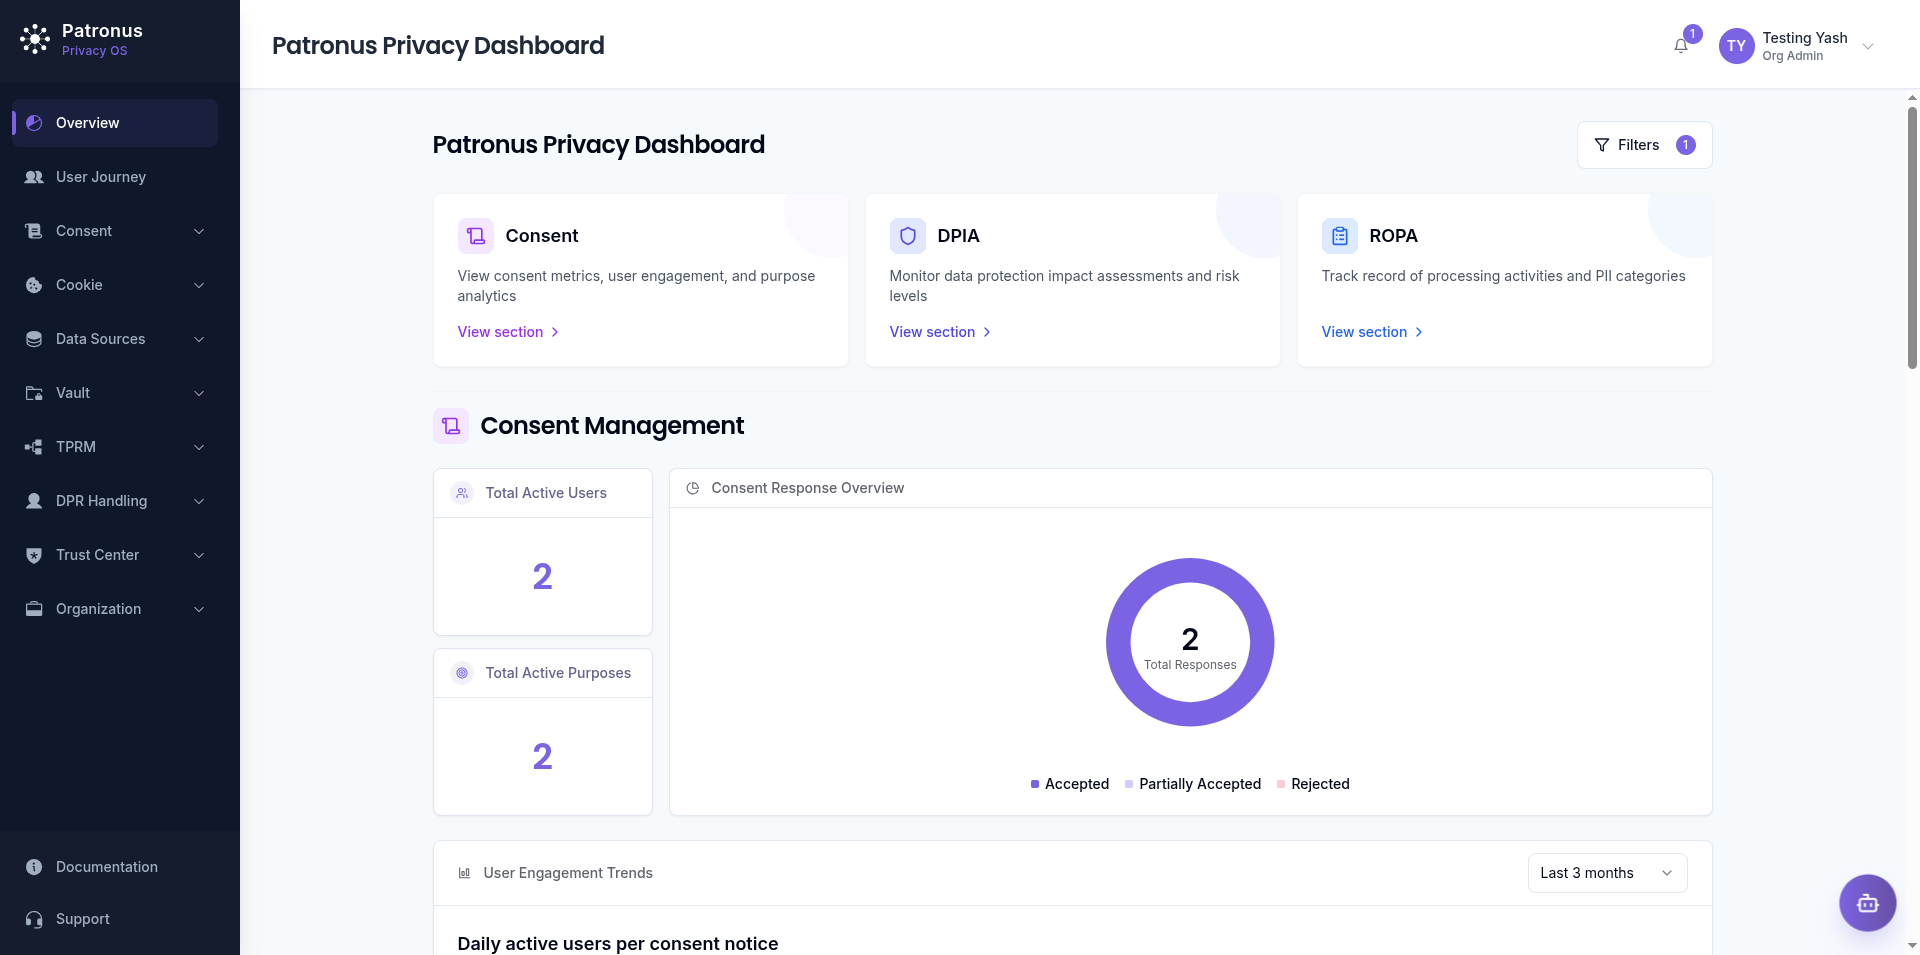 Patronus
Privacy OS
Overview
User Journey
Consent
Cookie
Data Sources
Vault
TPRM
DPR Handling
Trust Center
Organization
Documentation
Support
Patronus Privacy Dashboard
1
TY
Testing Yash
Org Admin
Patronus Privacy Dashboard
Filters 1
Consent
View consent metrics, user engagement, and purpose
analytics
View section
DPIA
Monitor data protection impact assessments and risk
levels
View section
ROPA
Track record of processing activities and PII categories
View section
Consent Management
Total Active Users
2
Total Active Purposes
2
Consent Response Overview
2
Total Responses
Accepted Partially Accepted Rejected
User Engagement Trends
Last 3 months
Daily active users per consent notice